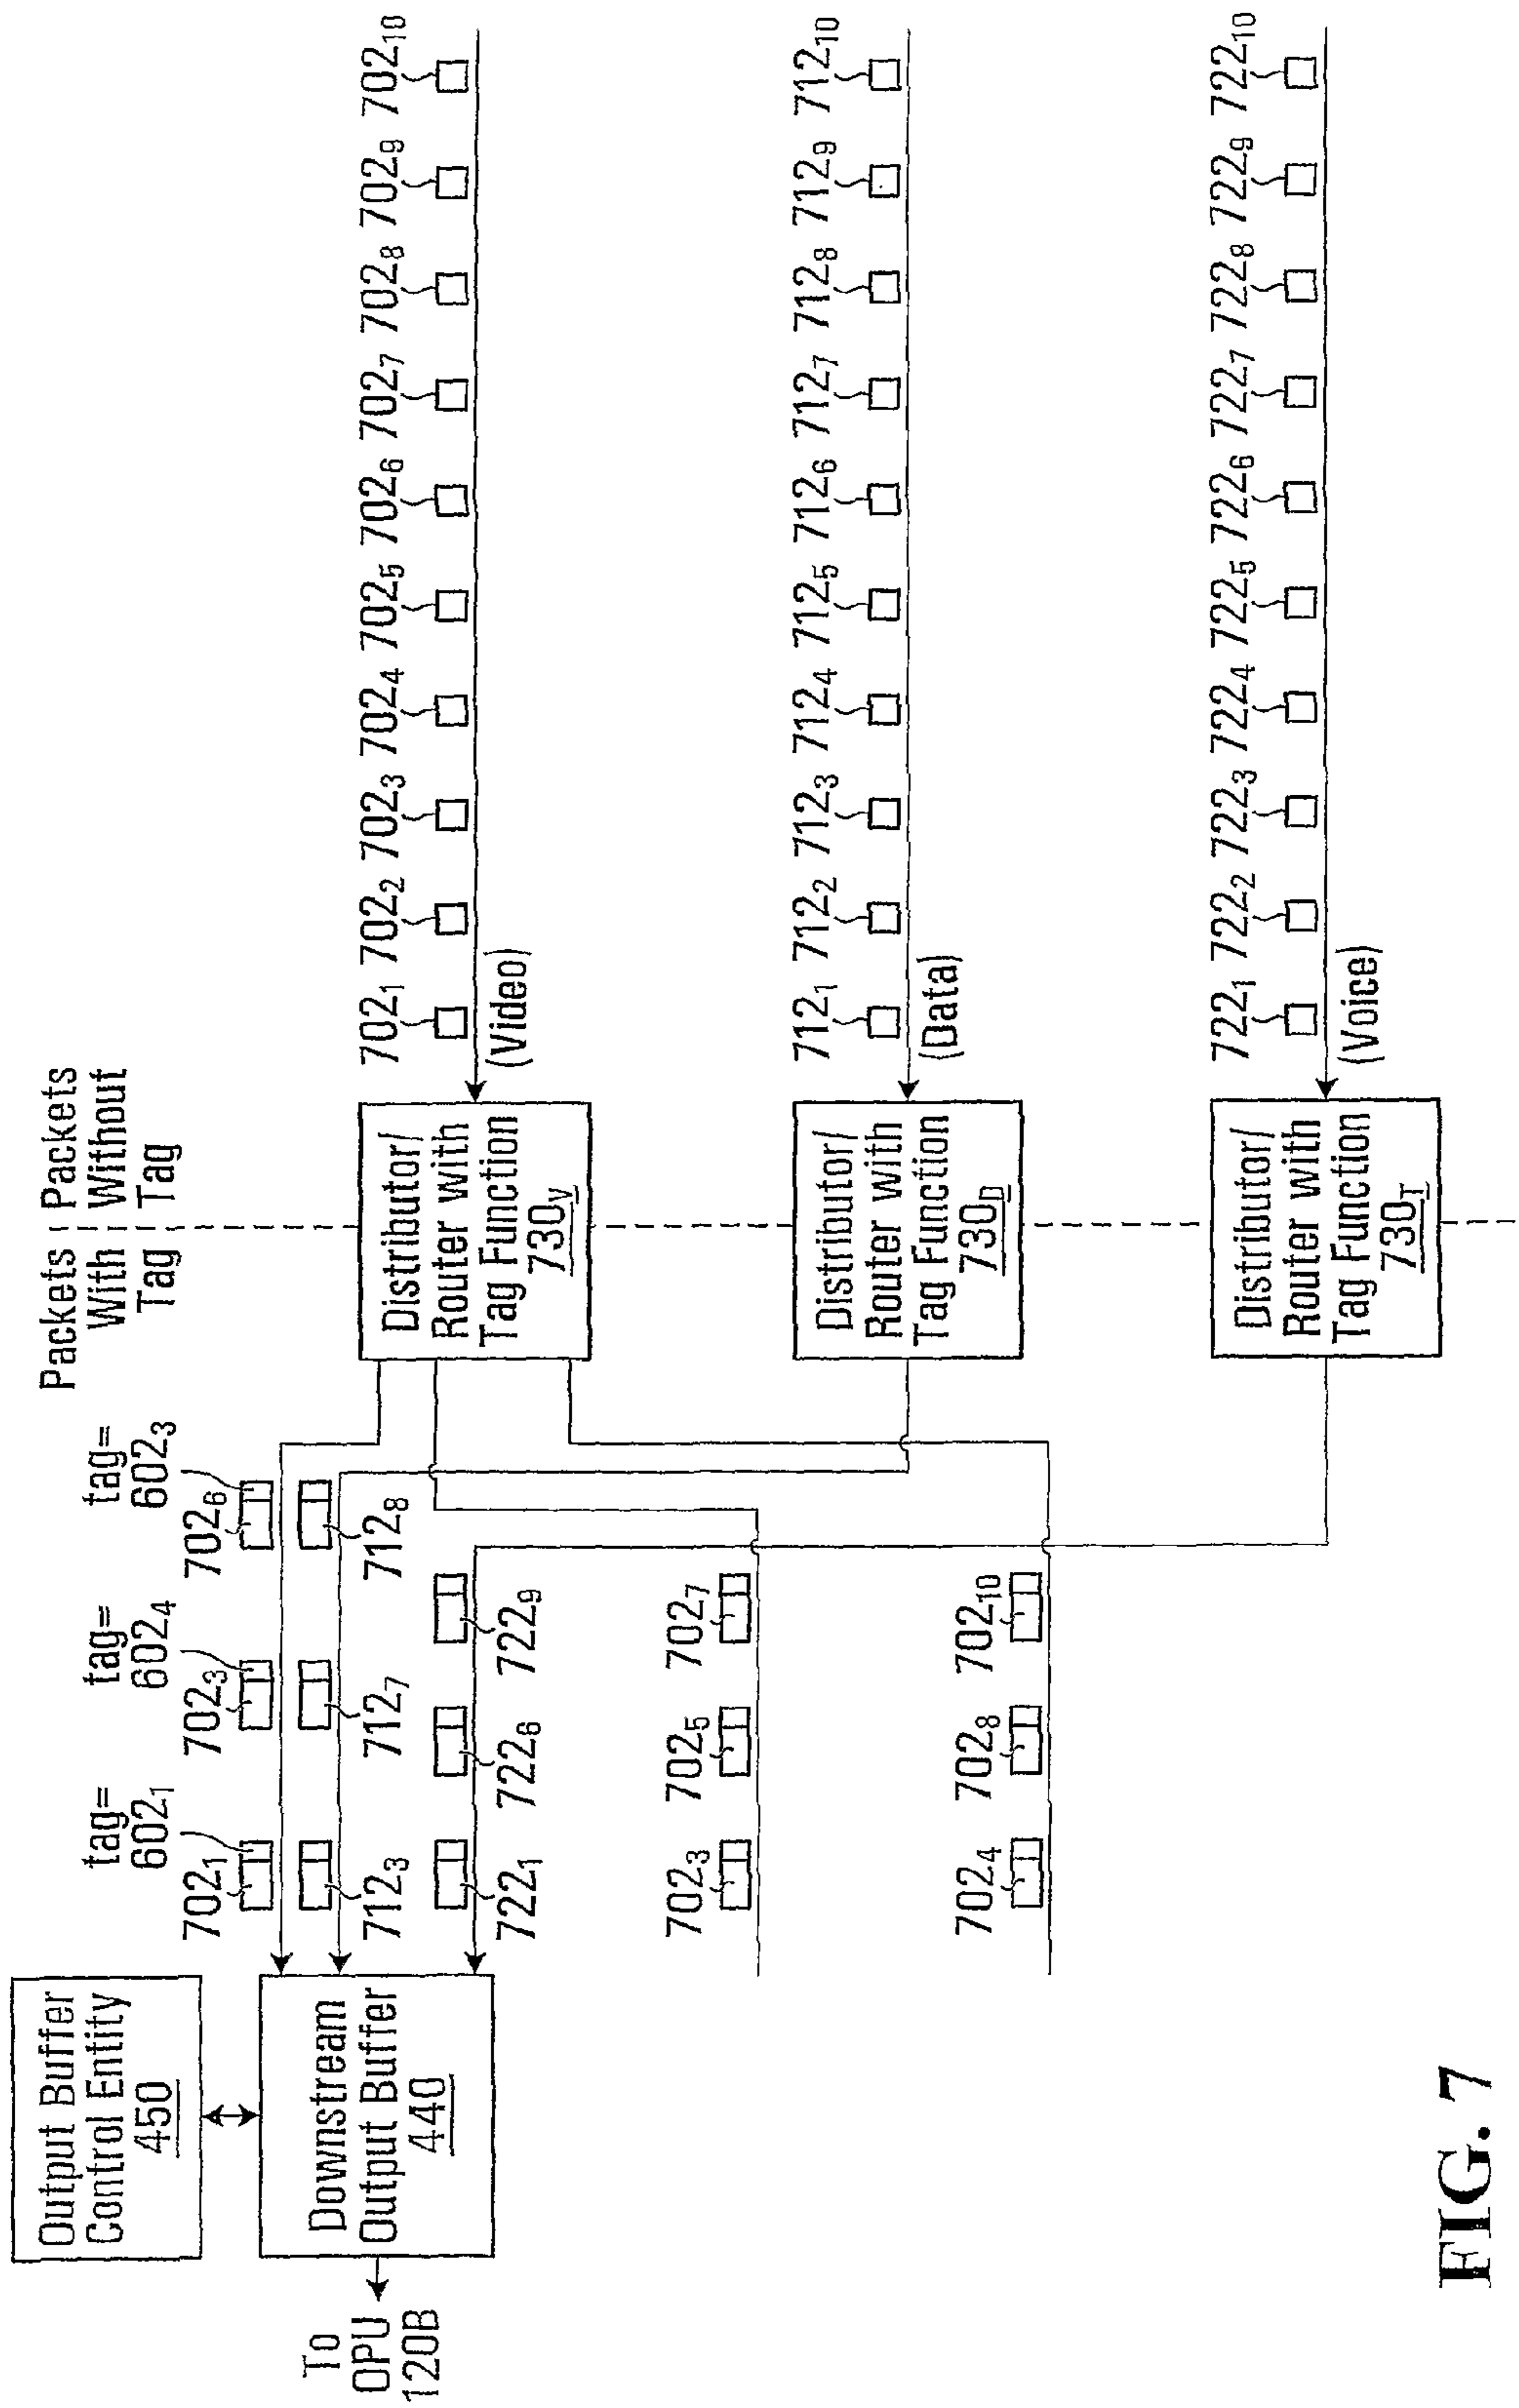 Packets
With
Tag
Packets
Without
Tag
702₁ 702₂ 702₃ 702₄ 702₅ 702₆ 702₇ 702₈ 702₉ 702₁₀
(Video)
712₁ 712₂ 712₃ 712₄ 712₅ 712₆ 712₇ 712₈ 712₉ 712₁₀
(Data)
722₁ 722₂ 722₃ 722₄ 722₅ 722₆ 722₇ 722₈ 722₉ 722₁₀
(Voice)
Distributor/
Router with
Tag Function
730ᵥ
Distributor/
Router with
Tag Function
730D
Distributor/
Router with
Tag Function
730T
tag=
602₁
tag=
602₄
tag=
602₃
702₁ 702₃ 702₆
712₃ 712₇ 712₈
722₁ 722₆ 722₉
702₃ 702₅ 702₇
702₄ 702₈ 702₁₀
Output Buffer
Control Entity
450
Downstream
Output Buffer
440
To
OPU
120B
FIG. 7